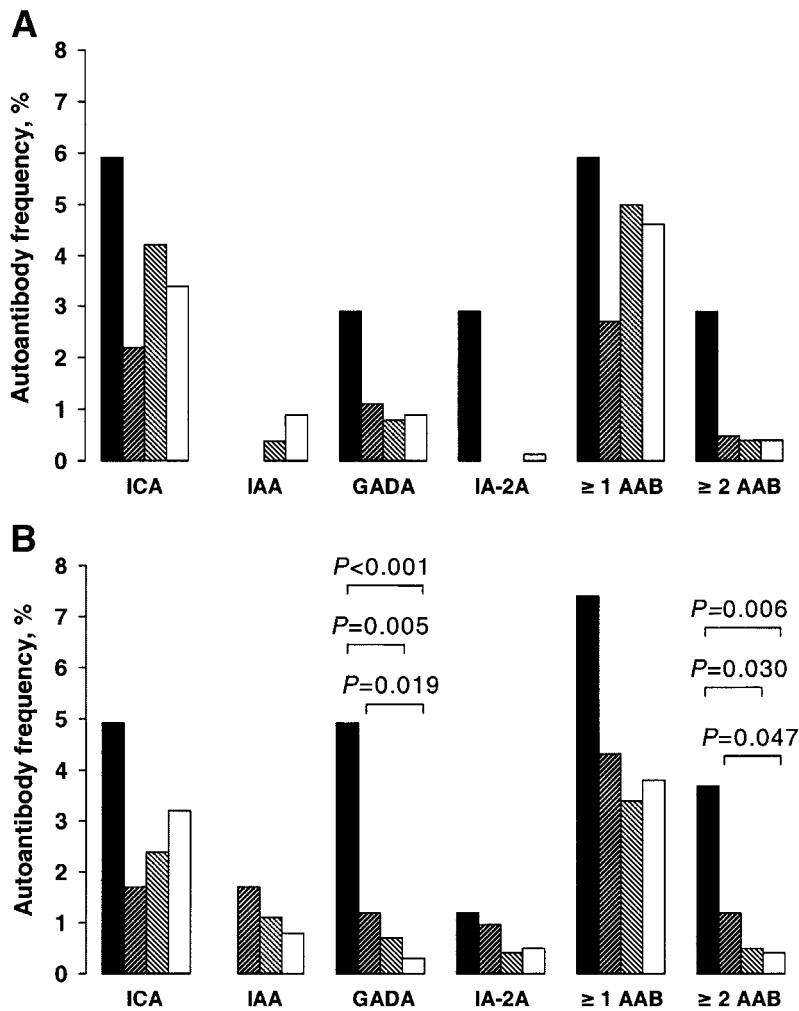 A
Autoantibody frequency, %
8
7
6
5
4
3
2
1
0
ICA IAA GADA IA-2A ≥ 1 AAB ≥ 2 AAB
B
Autoantibody frequency, %
8
7
6
5
4
3
2
1
0
P<0.001
P=0.005
P=0.019
P=0.006
P=0.030
P=0.047
ICA IAA GADA IA-2A ≥ 1 AAB ≥ 2 AAB